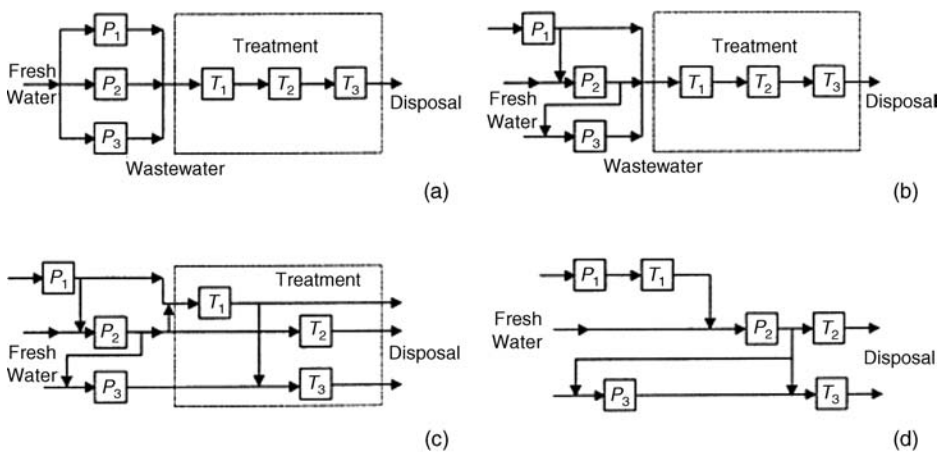 P1
Fresh
Water
P2
P3
Wastewater
Treatment
T1
T2
T3
Disposal
(a)
P1
Fresh
Water
P2
P3
Wastewater
Treatment
T1
T2
T3
Disposal
(b)
P1
Fresh
Water
P2
P3
Treatment
T1
T2
T3
Disposal
(c)
P1
T1
Fresh
Water
P2
T2
Disposal
P3
T3
(d)